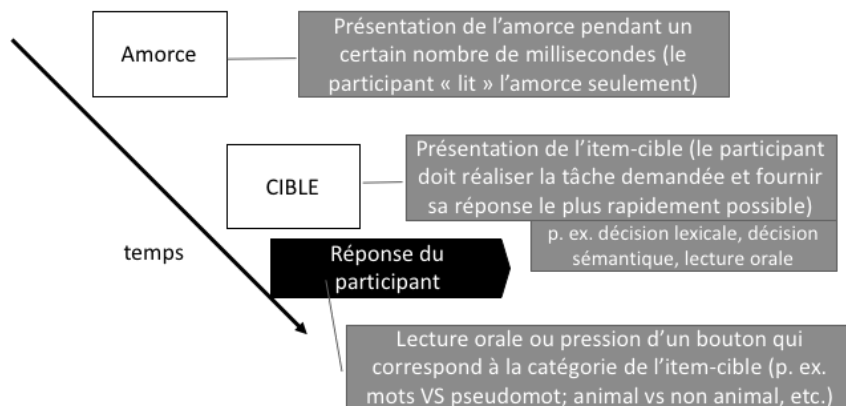 Amorce
Présentation de l'amorce pendant un
certain nombre de millisecondes (le
participant « lit » l'amorce seulement)
CIBLE
Présentation de l'item-cible (le participant
doit réaliser la tâche demandée et fournir
sa réponse le plus rapidement possible)
p. ex. décision lexicale, décision
sémantique, lecture orale
temps
Réponse du
participant
Lecture orale ou pression d'un bouton qui
correspond à la catégorie de l'item-cible (p. ex.
mots VS pseudomot; animal vs non animal, etc.)